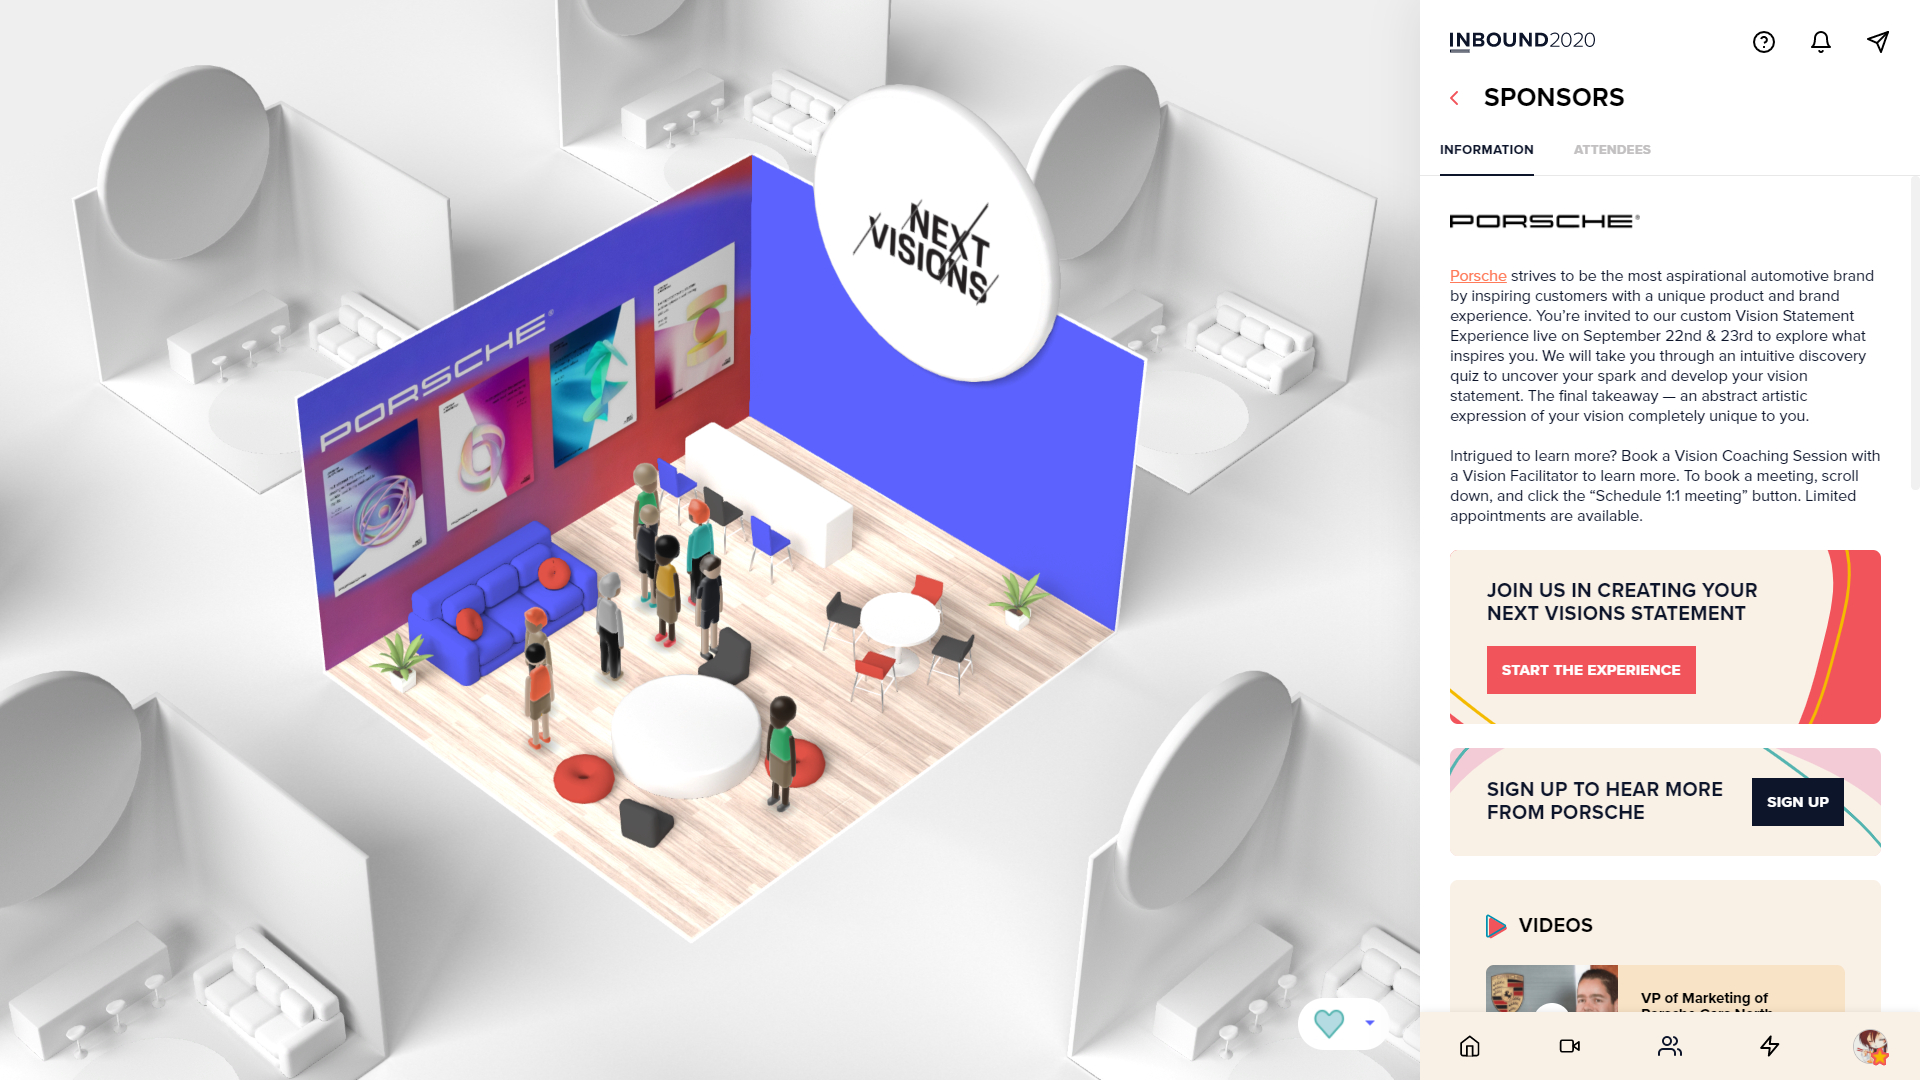 NEXT
VISIONS
PORSCHE
INBOUND2020
SPONSORS
INFORMATION
ATTENDEES
PORSCHE
Porsche strives to be the most aspirational automotive brand
by inspiring customers with a unique product and brand
experience. You’re invited to our custom Vision Statement
Experience live on September 22nd & 23rd to explore what
inspires you. We will take you through an intuitive discovery
quiz to uncover your spark and develop your vision
statement. The final takeaway — an abstract artistic
expression of your vision completely unique to you.
Intrigued to learn more? Book a Vision Coaching Session with
a Vision Facilitator to learn more. To book a meeting, scroll
down, and click the “Schedule 1:1 meeting” button. Limited
appointments are available.
JOIN US IN CREATING YOUR
NEXT VISIONS STATEMENT
START THE EXPERIENCE
SIGN UP TO HEAR MORE
FROM PORSCHE
SIGN UP
VIDEOS
VP of Marketing of
Porsche Cars North